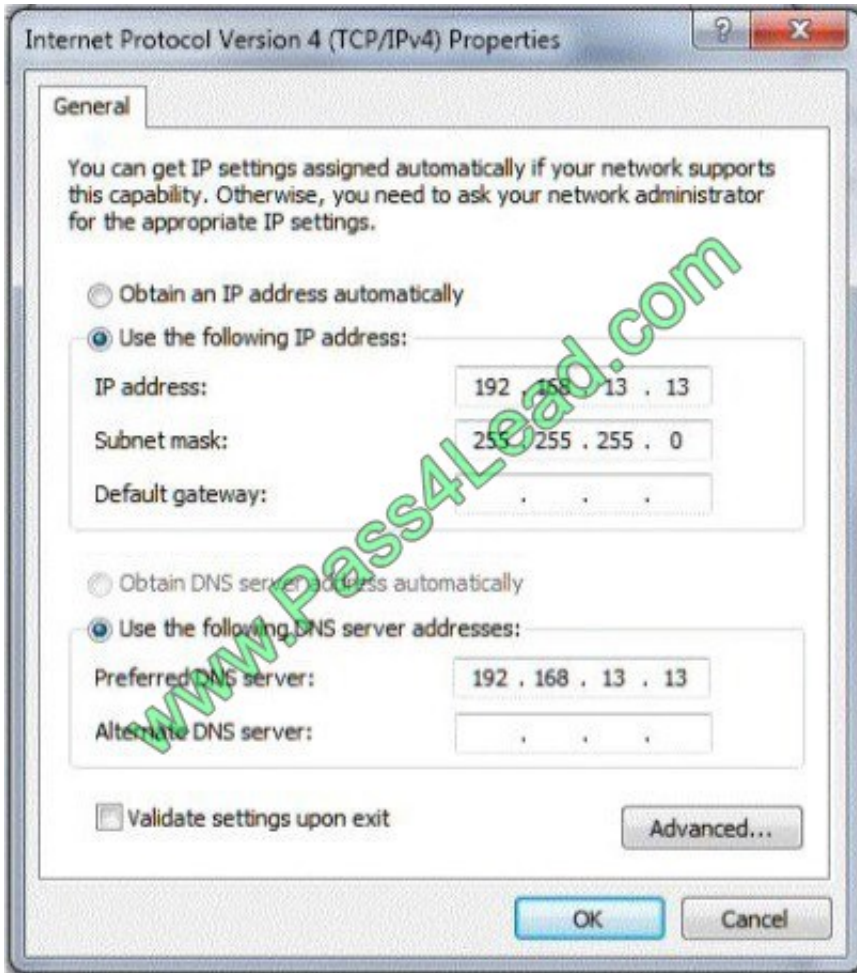 Internet Protocol Version 4 (TCP/IPv4) Properties
General
You can get IP settings assigned automatically if your network supports
this capability. Otherwise, you need to ask your network administrator
for the appropriate IP settings.
Obtain an IP address automatically
Use the following IP address:
IP address: 192 . 168 . 13 . 13
Subnet mask: 255 . 255 . 255 . 0
Default gateway: . . .
Obtain DNS server address automatically
Use the following DNS server addresses:
Preferred DNS server: 192 . 168 . 13 . 13
Alternate DNS server: . . .
Validate settings upon exit
Advanced...
OK Cancel
www.Pass4Lead.com